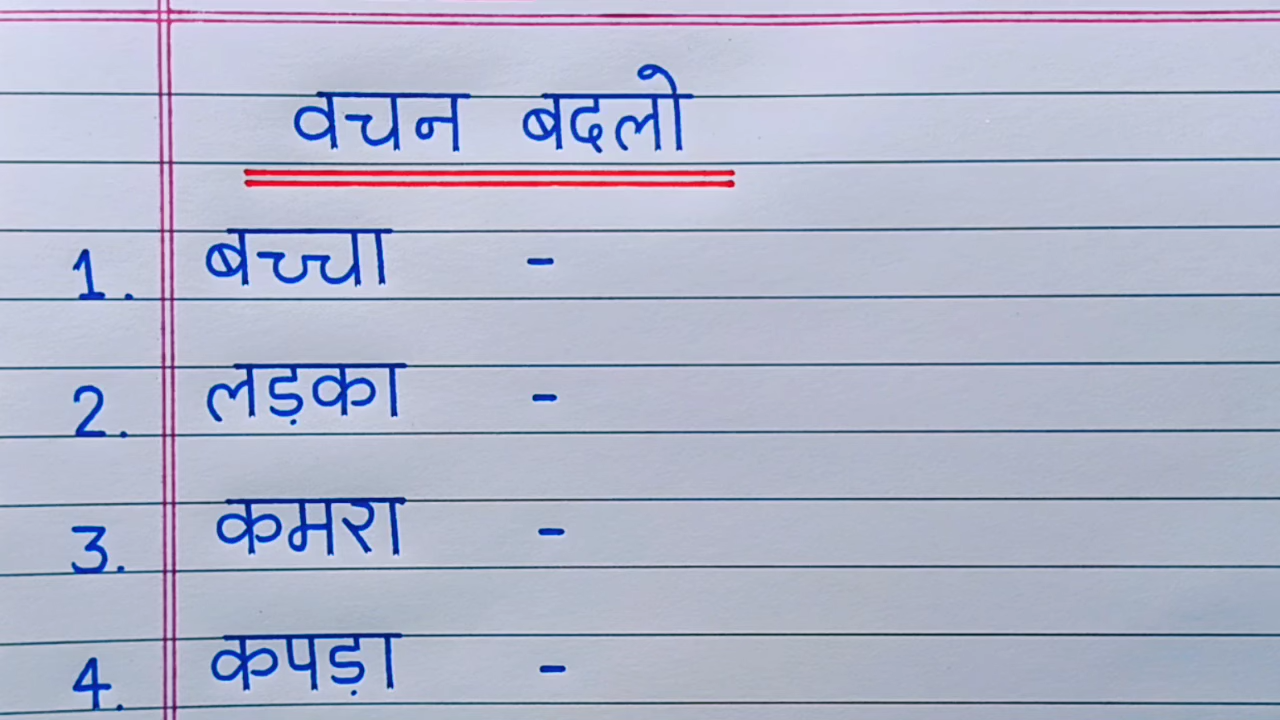 वचन बदलो
1. बच्चा -
2. लड़का -
3. कमरा -
4. कपड़ा -